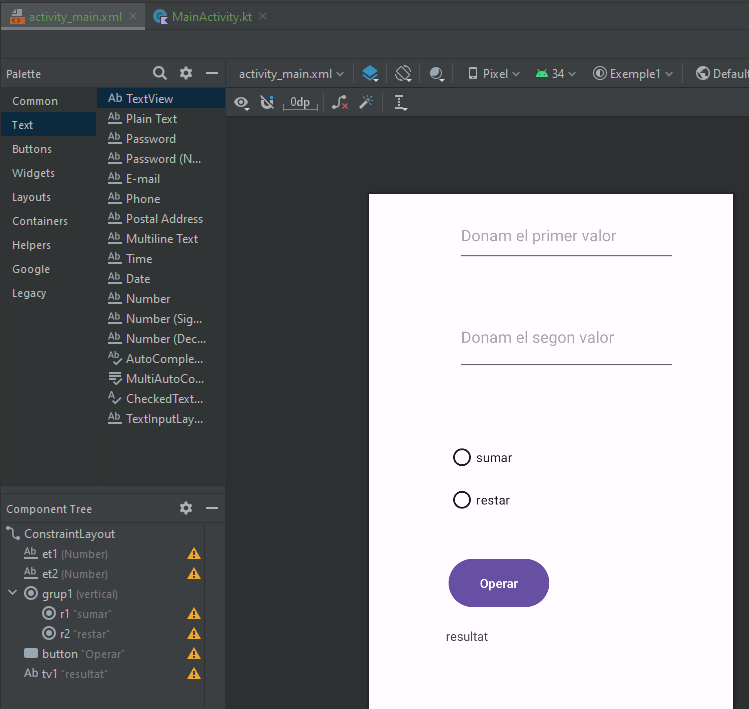 activity_main.xml MainActivity.kt
Palette activity_main.xml Pixel 34 Exemple1 Defaul
0dp
Common
Text
Buttons
Widgets
Layouts
Containers
Helpers
Google
Legacy
Ab TextView
Ab Plain Text
Ab Password
Ab Password (N...
Ab E-mail
Ab Phone
Ab Postal Address
Ab Multiline Text
Ab Time
Ab Date
Ab Number
Ab Number (Sig...
Ab Number (Dec...
Ab AutoComple...
MultiAutoCo...
A CheckedText...
Ab TextInputLay...
Donam el primer valor
Donam el segon valor
sumar
restar
Operar
resultat
Component Tree
ConstraintLayout
Ab et1 (Number)
Ab et2 (Number)
grup1 (vertical)
r1 "sumar"
r2 "restar"
button "Operar"
Ab tv1 "resultat"